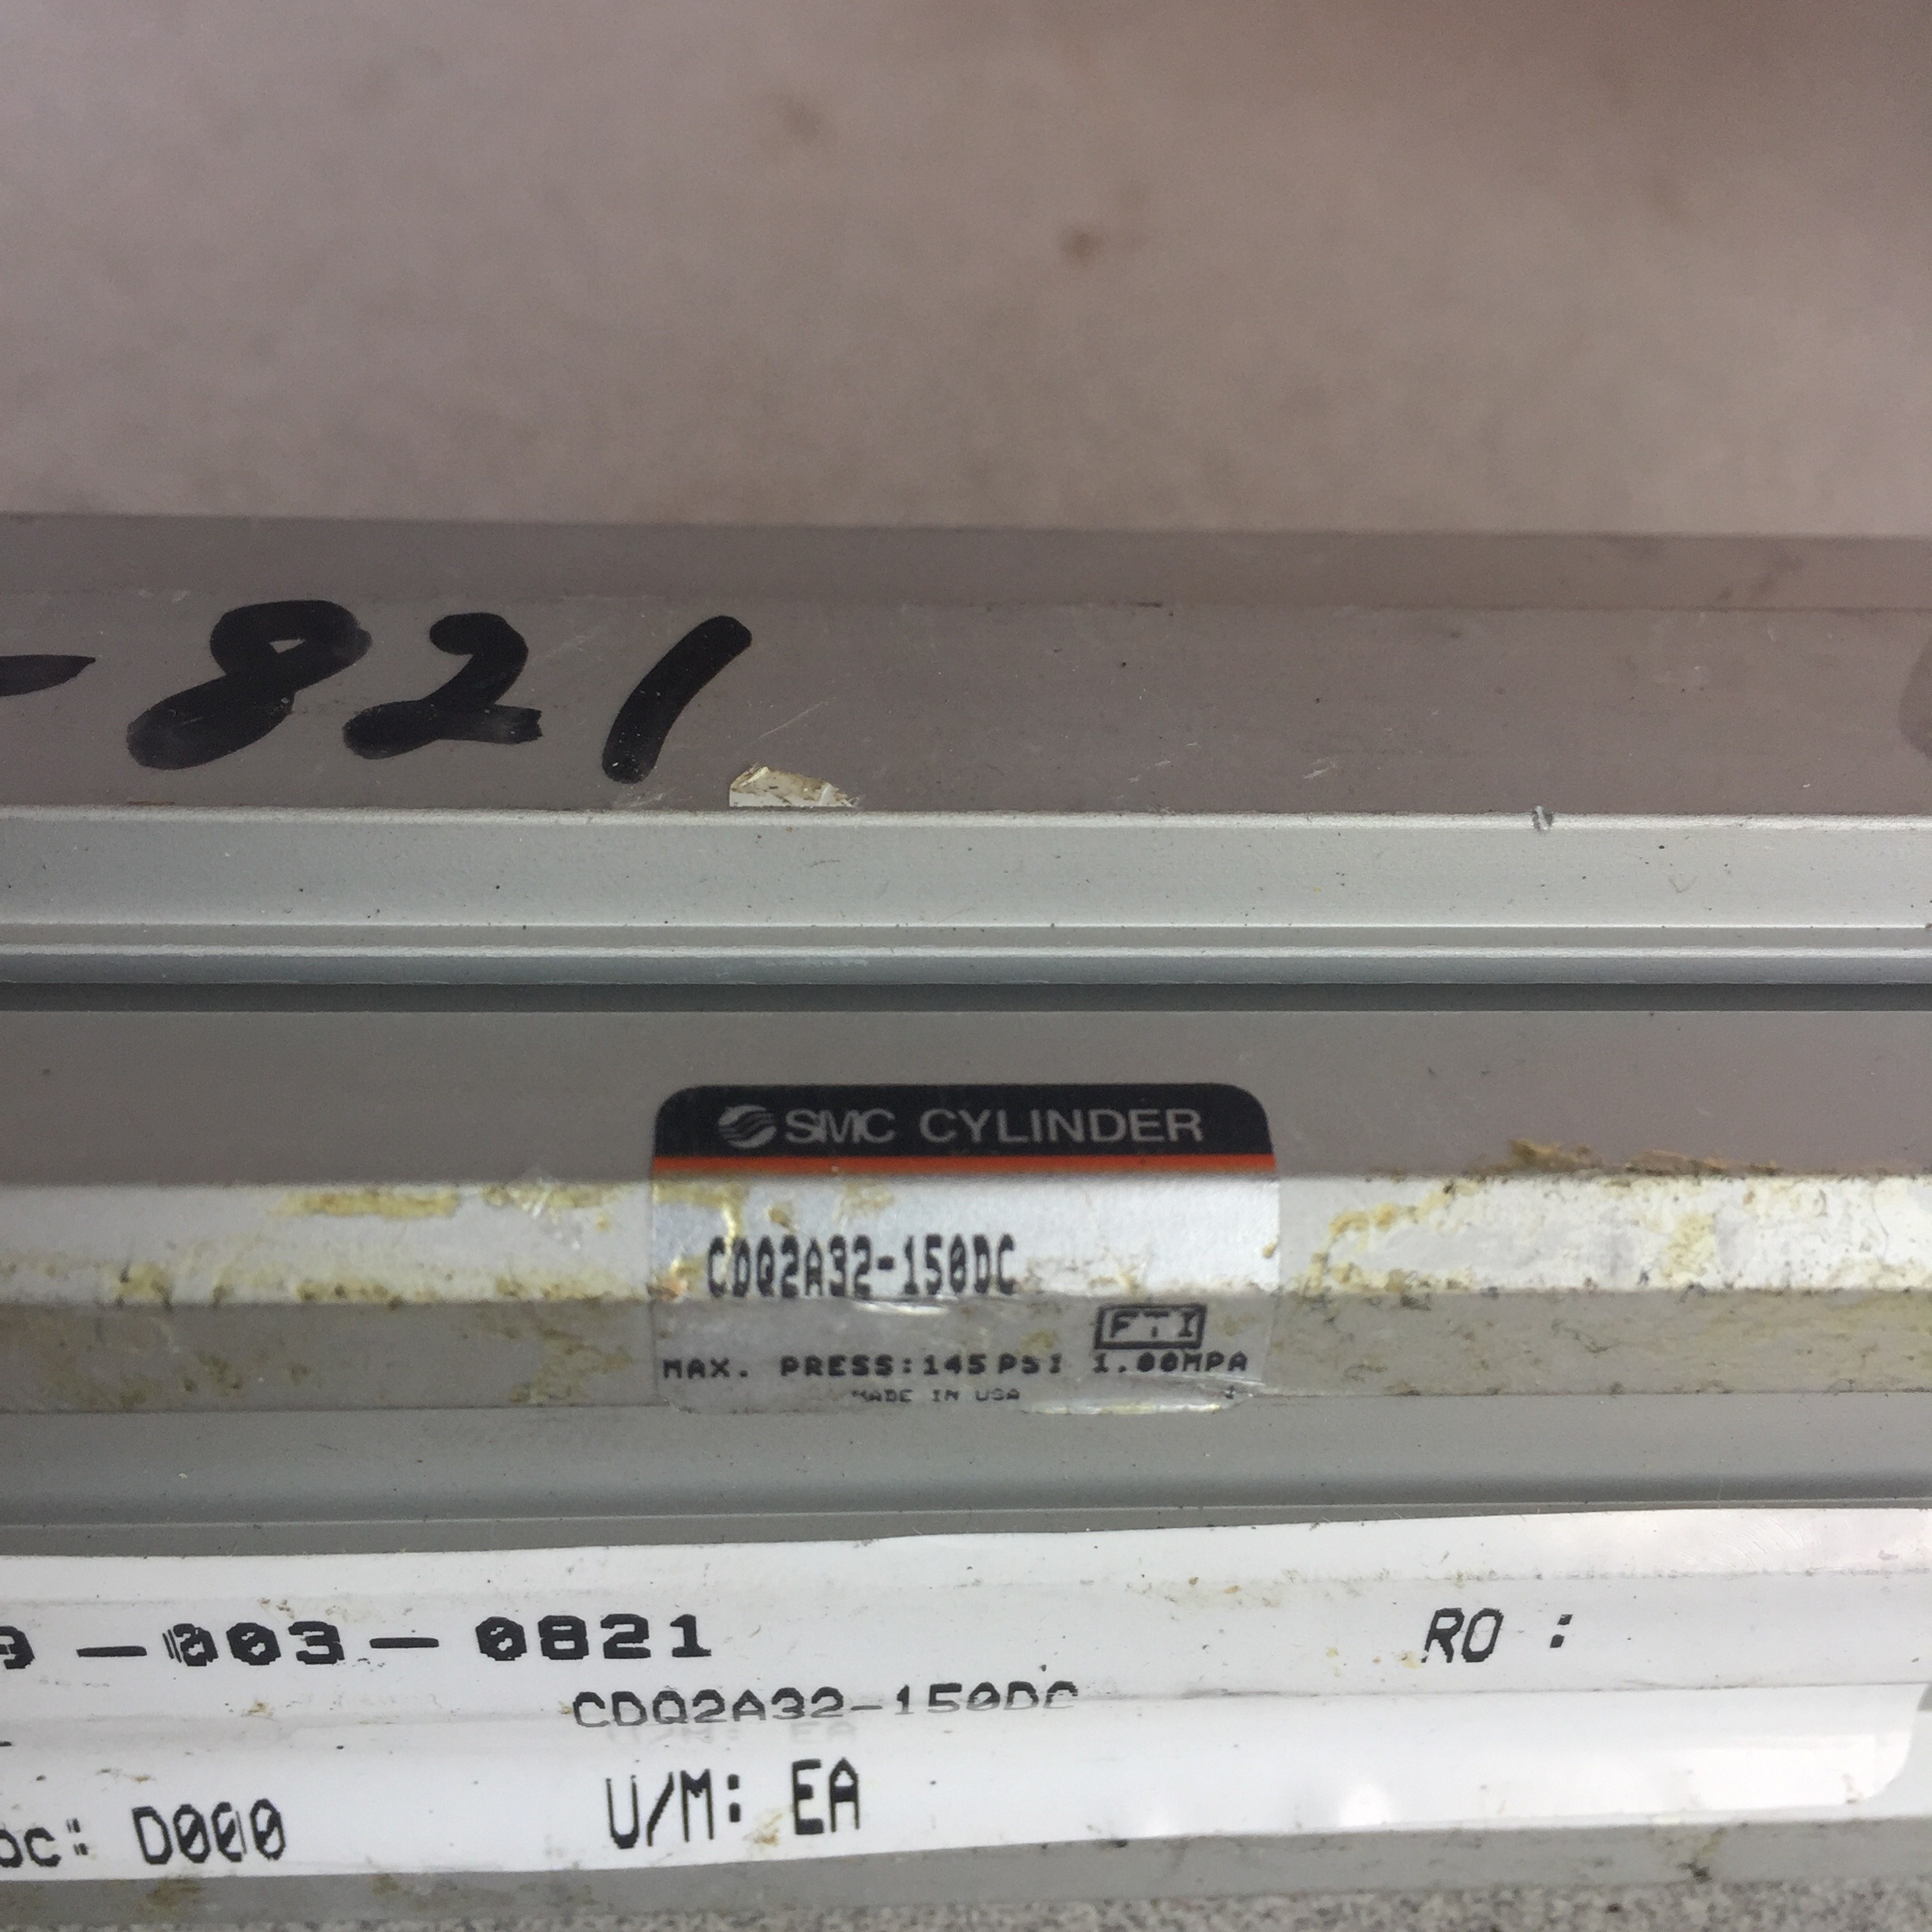 -821
SMC CYLINDER
CDQ2A32-150DC
FTI
MAX. PRESS:145PSI 1.00MPA
MADE IN USA
-003-0821
RO :
CDQ2A32-150DC
oc: D000
U/M: EA